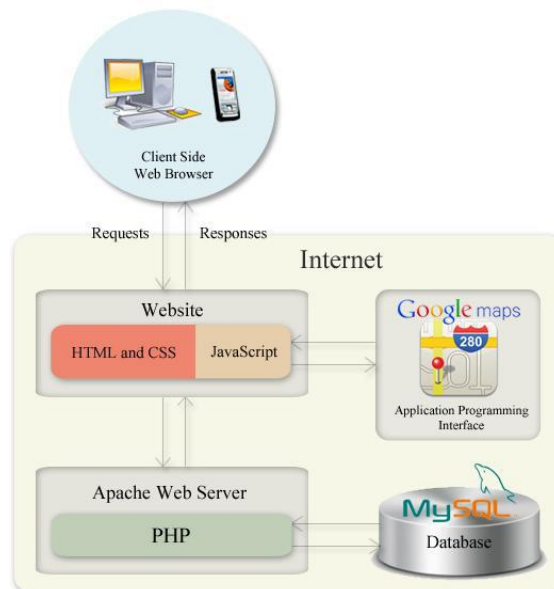 Client Side
Web Browser
Requests
Responses
Internet
Website
HTML and CSS
JavaScript
Google maps
280
Application Programming
Interface
Apache Web Server
PHP
MySQL
Database